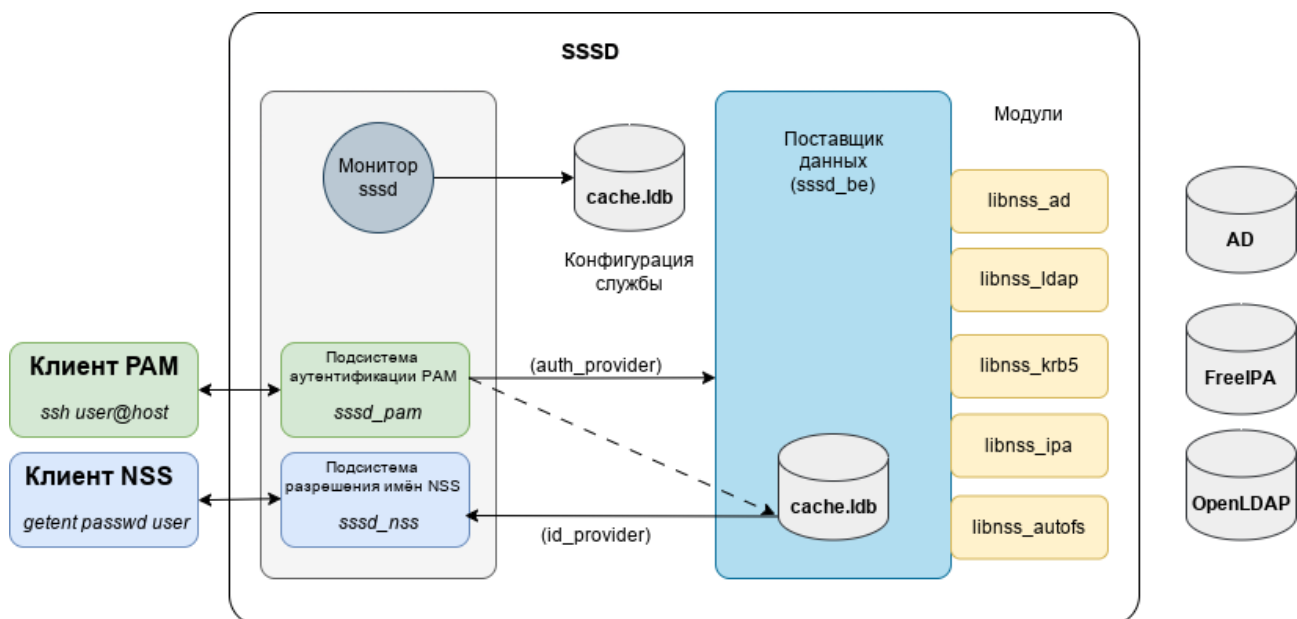 SSSD
Монитор
sssd
cache.ldb
Конфигурация
службы
Поставщик
данных
(sssd_be)
Модули
libnss_ad
libnss_ldap
libnss_krb5
libnss_ipa
libnss_autofs
AD
FreeIPA
OpenLDAP
Клиент PAM
ssh user@host
Подсистема
аутентификации PAM
sssd_pam
(auth_provider)
Клиент NSS
getent passwd user
Подсистема
разрешения имён NSS
sssd_nss
(id_provider)
cache.ldb